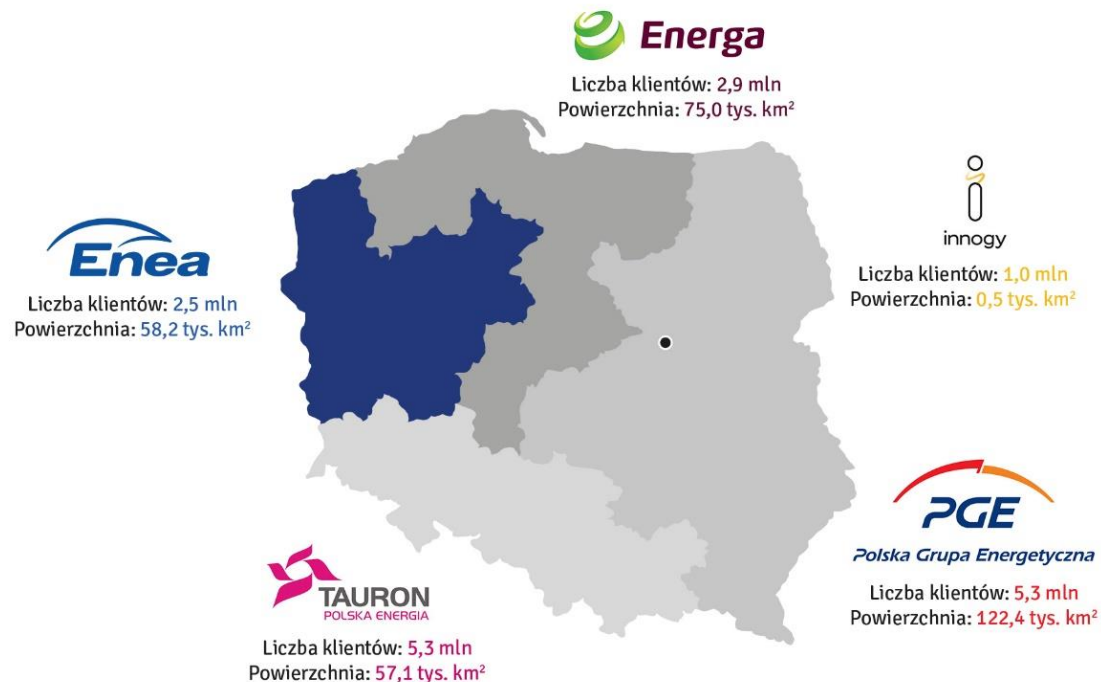 Energa
Liczba klientów: 2,9 mln
Powierzchnia: 75,0 tys. km²
innogy
Liczba klientów: 1,0 mln
Powierzchnia: 0,5 tys. km²
Enea
Liczba klientów: 2,5 mln
Powierzchnia: 58,2 tys. km²
PGE
Polska Grupa Energetyczna
Liczba klientów: 5,3 mln
Powierzchnia: 122,4 tys. km²
TAURON
POLSKA ENERGIA
Liczba klientów: 5,3 mln
Powierzchnia: 57,1 tys. km²